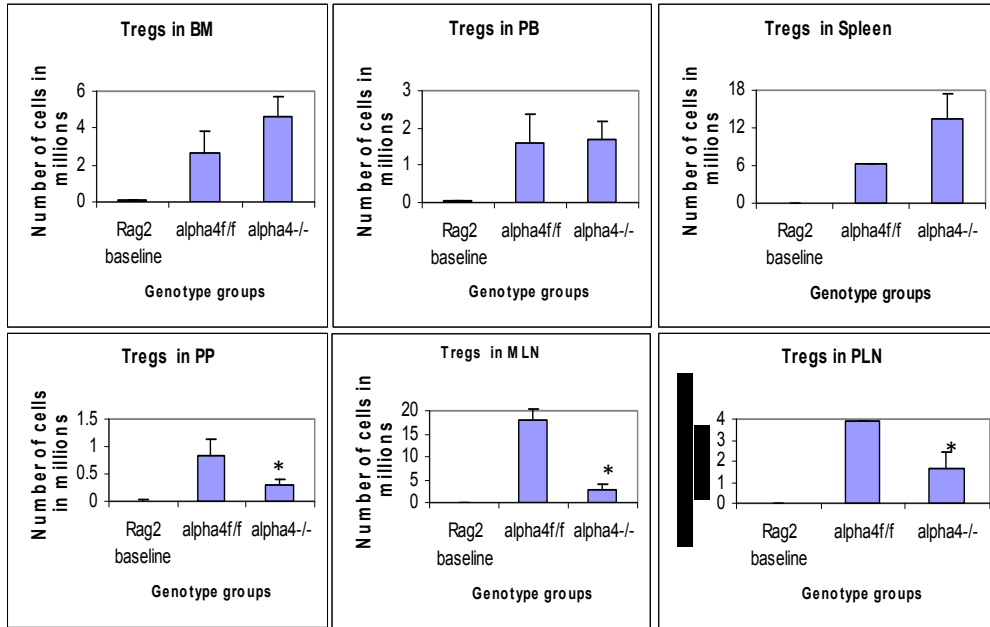 Tregs in BM
Number of cells in
millions
6
4
2
0
Rag2
baseline
alpha4f/f
alpha4-/-
Genotype groups
Tregs in PB
Number of cells in
millions
3
2
1
0
Rag2
baseline
alpha4f/f
alpha4-/-
Genotype groups
Tregs in Spleen
Number of cells in
millions
18
12
6
0
Rag2
baseline
alpha4f/f
alpha4-/-
Genotype groups
Tregs in PP
Number of cells
in millions
1.5
1
0.5
0
*
Rag2
baseline
alpha4f/f
alpha4-/-
Genotype groups
Tregs in MLN
Number of cells in
millions
20
15
10
5
0
*
Rag2
baseline
alpha4f/f
alpha4-/-
Genotype groups
Tregs in PLN
4
3
2
1
0
*
Rag2
baseline
alpha4f/f
alpha4-/-
Genotype groups